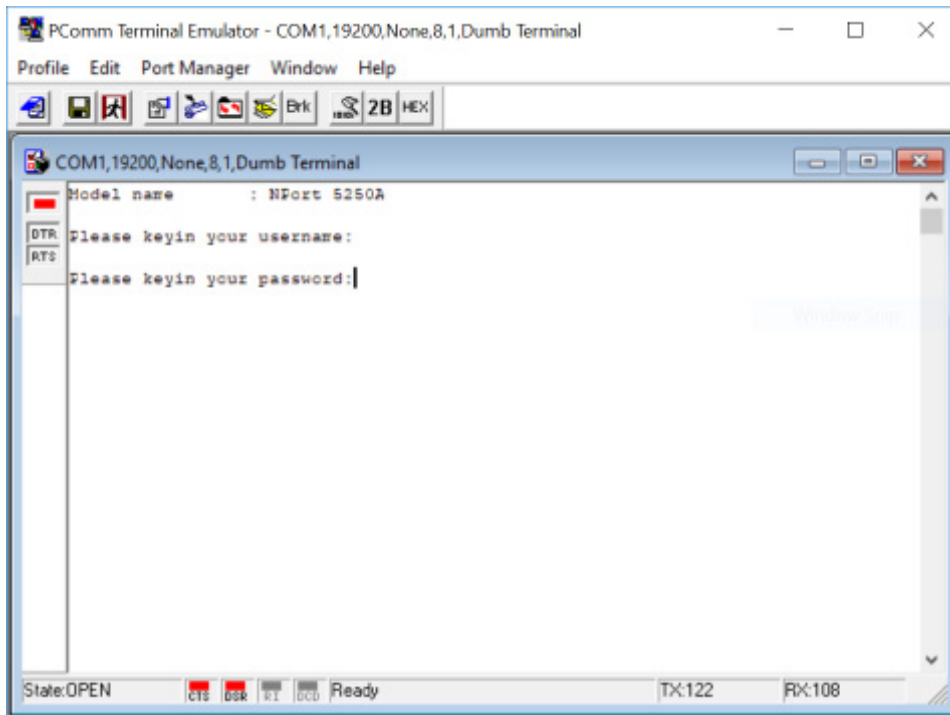 PComm Terminal Emulator - COM1,19200,None,8,1,Dumb Terminal
Profile Edit Port Manager Window Help
Brk 2B HEX
COM1,19200,None,8,1,Dumb Terminal
Model name : NPort 5250A
DTR
Please keyin your username:
RTS
Please keyin your password:
Window Snip
State:OPEN CTS DSR RI DCD Ready TX:122 RX:108